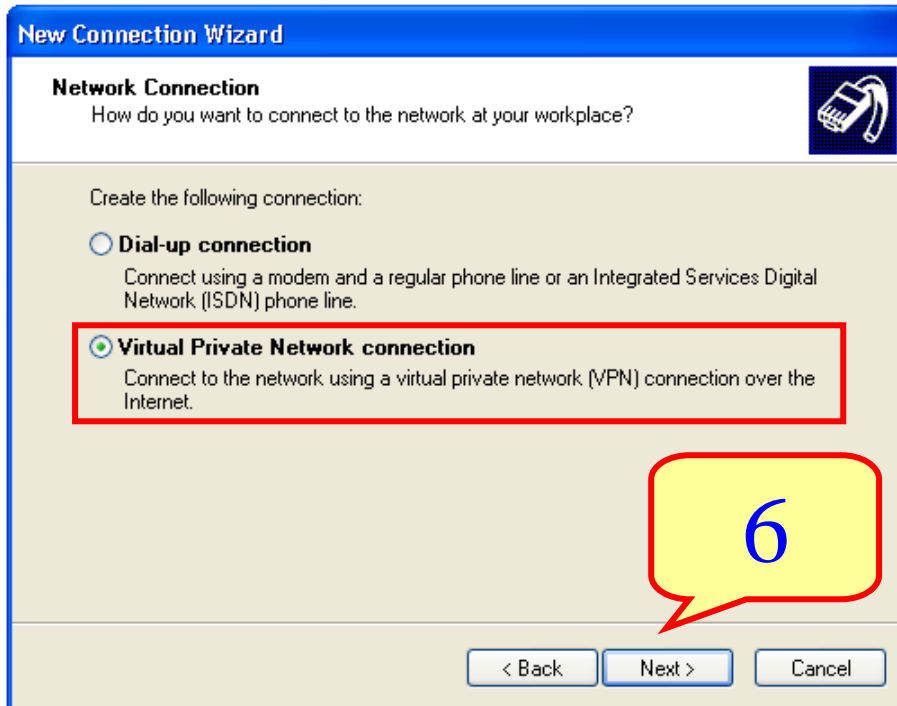 New Connection Wizard
Network Connection
How do you want to connect to the network at your workplace?
Create the following connection:
Dial-up connection
Connect using a modem and a regular phone line or an Integrated Services Digital
Network (ISDN) phone line.
Virtual Private Network connection
Connect to the network using a virtual private network (VPN) connection over the
Internet.
6
< Back
Next >
Cancel